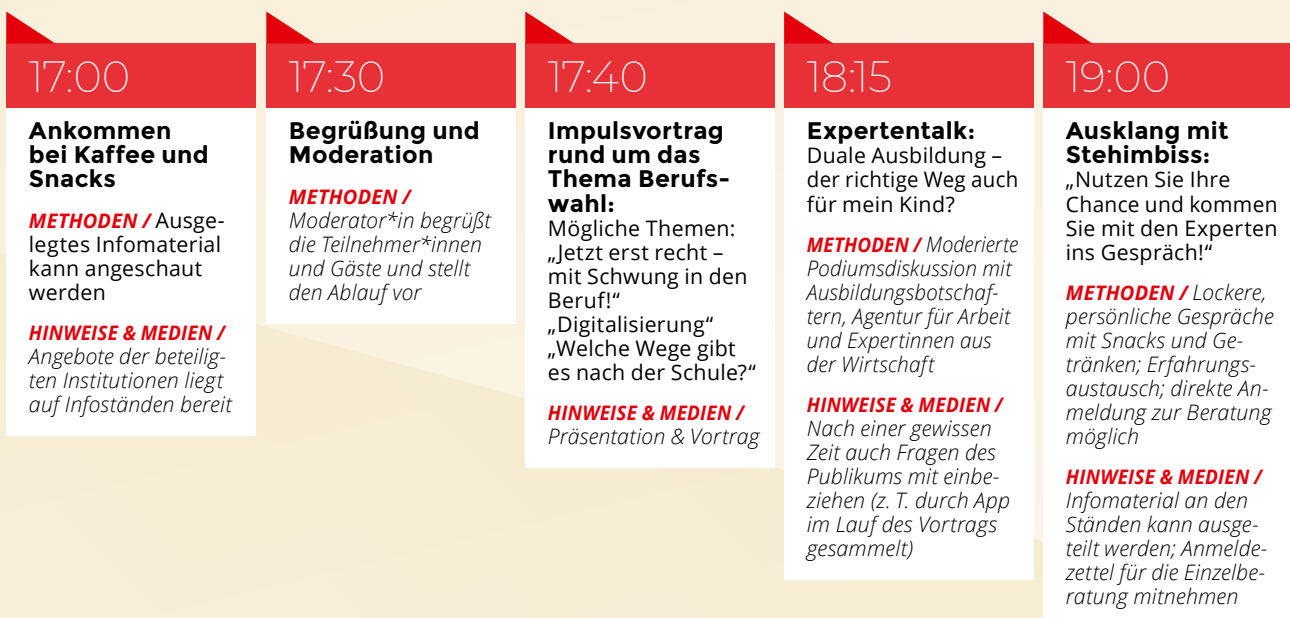 17:00
Ankommen
bei Kaffee und
Snacks
METHODEN / Ausge-
legtes Infomaterial
kann angeschaut
werden
HINWEISE & MEDIEN /
Angebote der beteilig-
ten Institutionen liegt
auf Infoständen bereit
17:30
Begrüßung und
Moderation
METHODEN /
Moderator*in begrüßt
die Teilnehmer*innen
und Gäste und stellt
den Ablauf vor
17:40
Impulsvortrag
rund um das
Thema Berufs-
wahl:
Mögliche Themen:
„Jetzt erst recht –
mit Schwung in den
Beruf!“
„Digitalisierung“
„Welche Wege gibt
es nach der Schule?“
HINWEISE & MEDIEN /
Präsentation & Vortrag
18:15
Expertentalk:
Duale Ausbildung –
der richtige Weg auch
für mein Kind?
METHODEN / Moderierte
Podiumsdiskussion mit
Ausbildungsbotschaf-
tern, Agentur für Arbeit
und Expertinnen aus
der Wirtschaft
HINWEISE & MEDIEN /
Nach einer gewissen
Zeit auch Fragen des
Publikums mit einbe-
ziehen (z. T. durch App
im Lauf des Vortrags
gesammelt)
19:00
Ausklang mit
Stehimbiss:
„Nutzen Sie Ihre
Chance und kommen
Sie mit den Experten
ins Gespräch!“
METHODEN / Lockere,
persönliche Gespräche
mit Snacks und Ge-
tränken; Erfahrungs-
austausch; direkte An-
meldung zur Beratung
möglich
HINWEISE & MEDIEN /
Infomaterial an den
Ständen kann ausge-
teilt werden; Anmelde-
zettel für die Einzelbe-
ratung mitnehmen